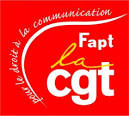 pour le droit à la communication
Fapt
la
cgt